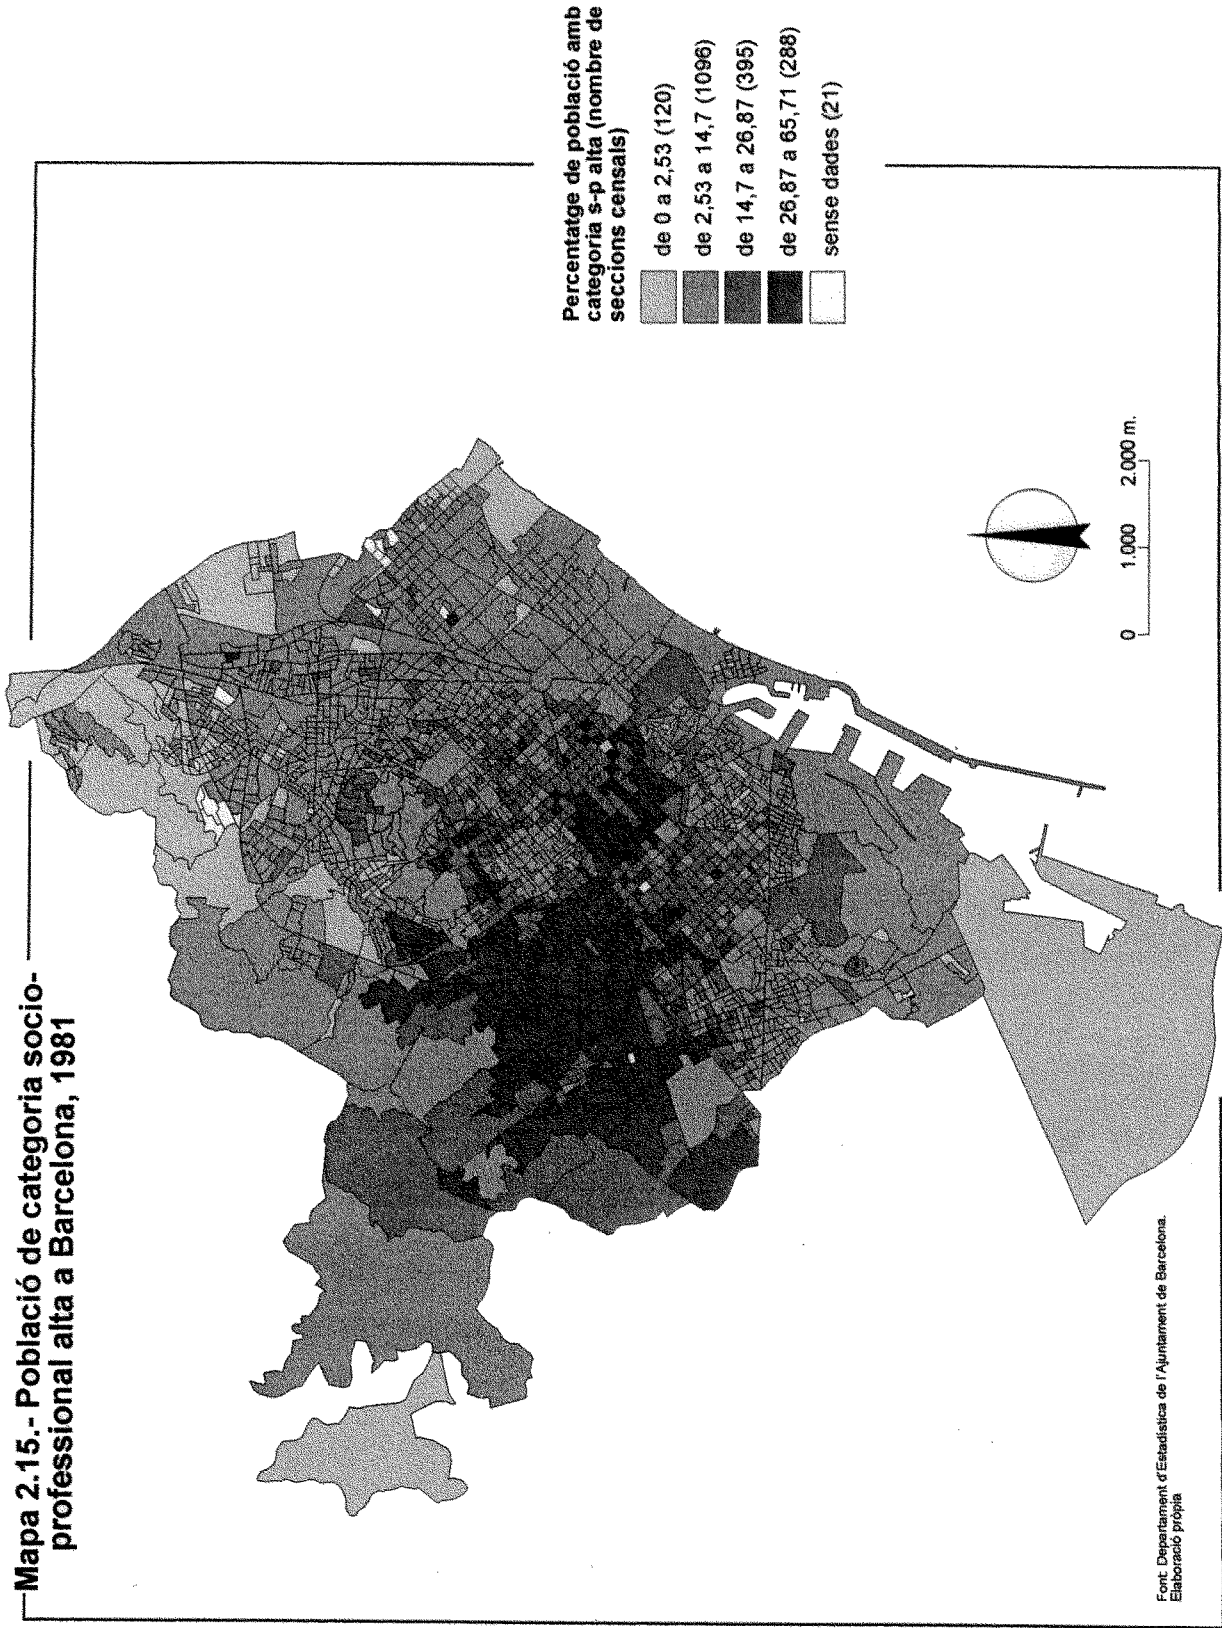 Mapa 2.15.- Població de categoria socio-
professional alta a Barcelona, 1981
Percentatge de població amb
categoria s-p alta (nombre de
seccions censals)
de 0 a 2,53 (120)
de 2,53 a 14,7 (1096)
de 14,7 a 26,87 (395)
de 26,87 a 65,71 (288)
sense dades (21)
0 1.000 2.000 m.
Font: Departament d'Estadística de l'Ajuntament de Barcelona.
Elaboració pròpia